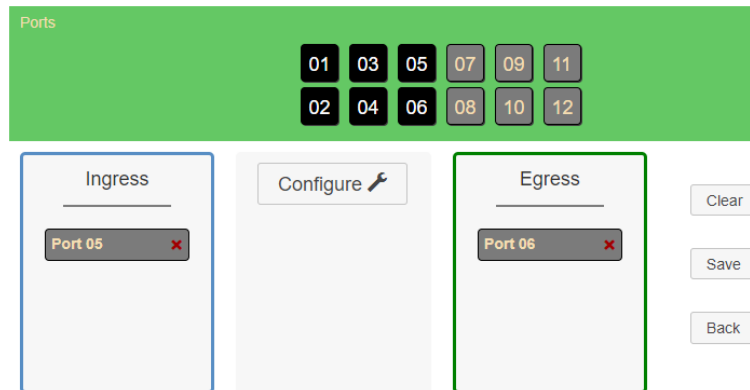 Ports
01 03 05 07 09 11
02 04 06 08 10 12
Ingress
Configure
Egress
Port 05
Port 06
Clear
Save
Back